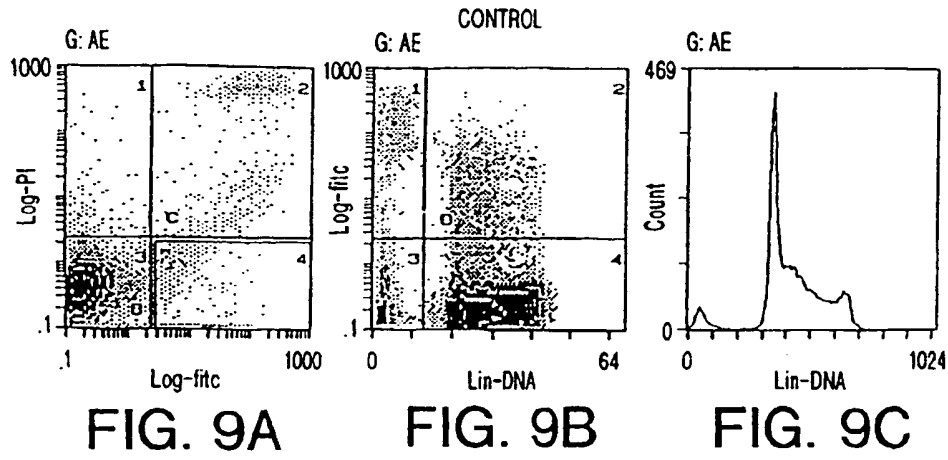 CONTROL
G: AE
1000
Log-PI
.1
1
2
C
3
4
D
.1
1000
Log-fitc
FIG. 9A
1000
Log-fitc
.1
1
2
D
3
4
0
64
Lin-DNA
FIG. 9B
G: AE
469
Count
0
0
1024
Lin-DNA
FIG. 9C